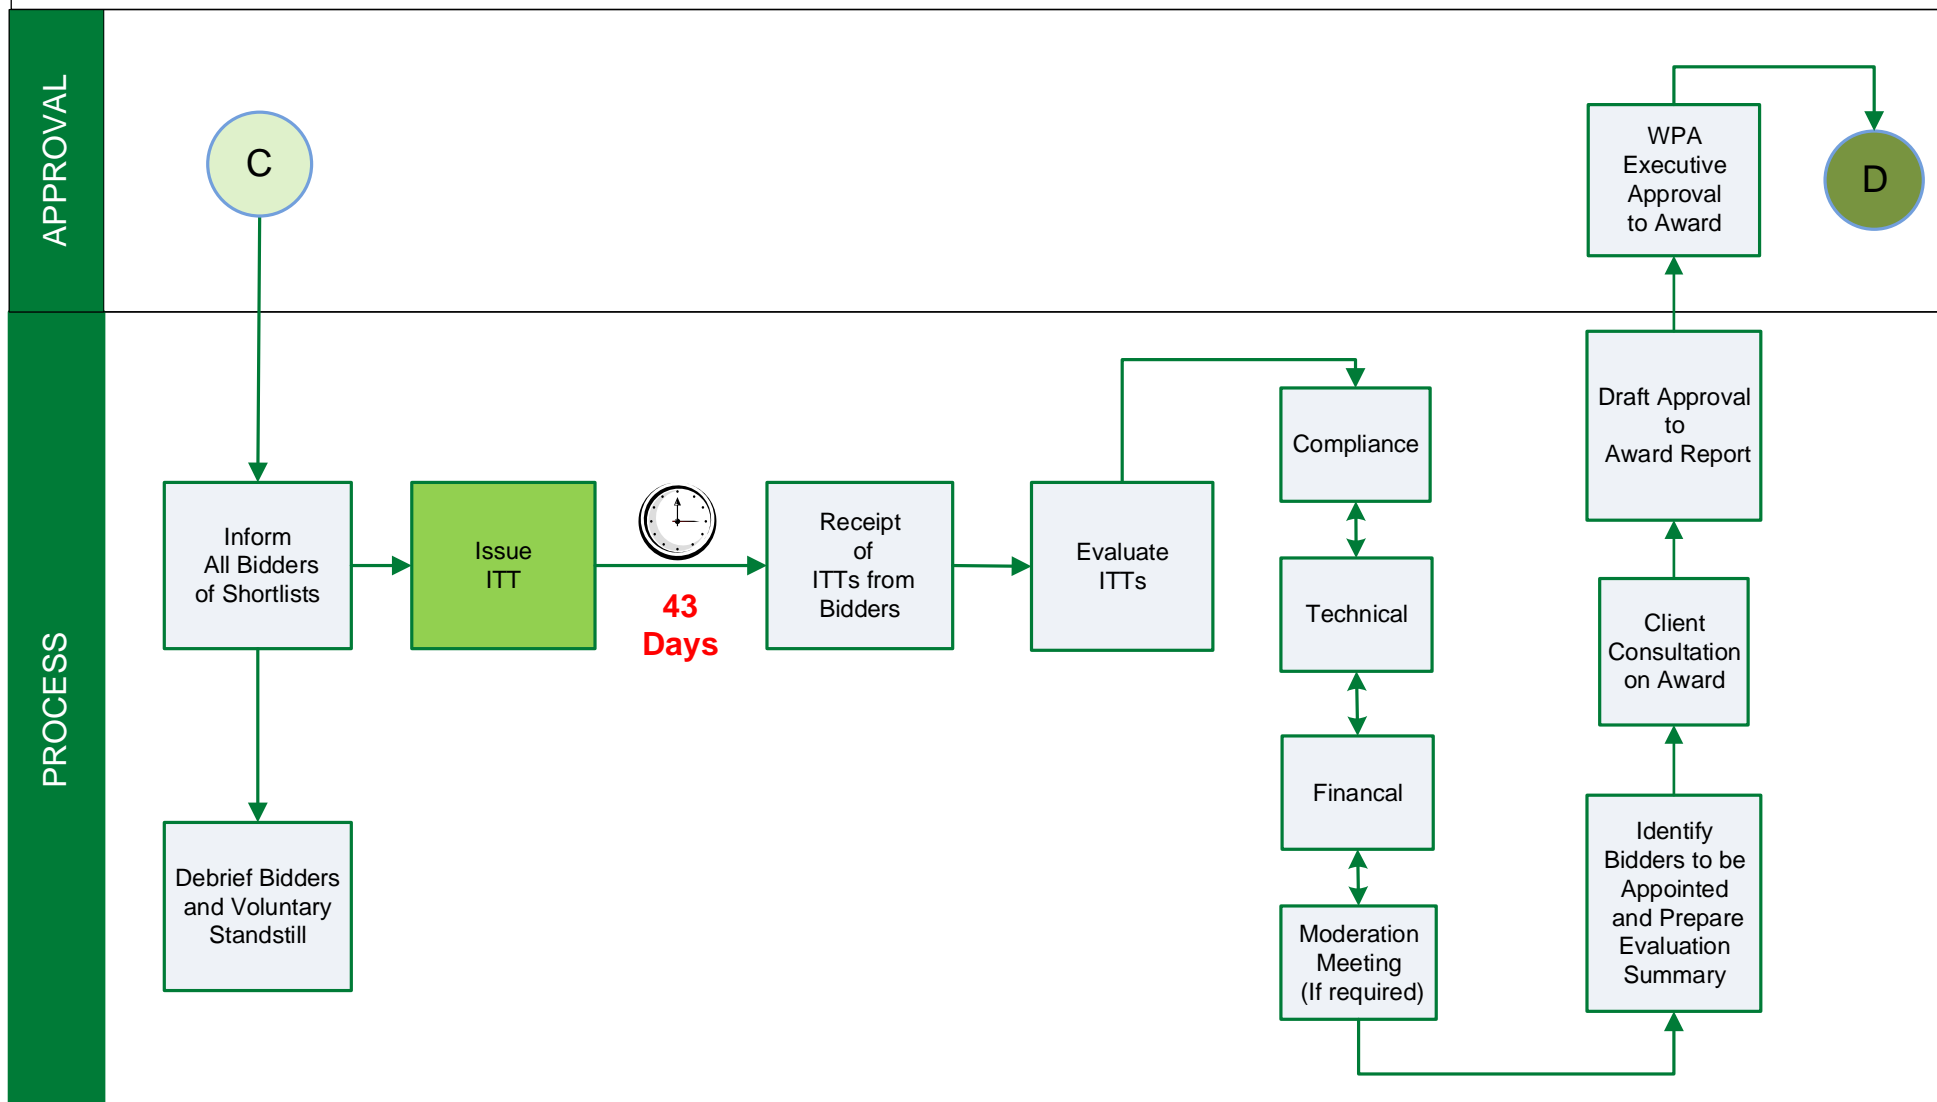 APPROVAL
C
WPA
Executive
Approval
to Award
D
PROCESS
Inform
All Bidders
of Shortlists
Issue
ITT
43
Days
Receipt
of
ITTs from
Bidders
Evaluate
ITTs
Debrief Bidders
and Voluntary
Standstill
Compliance
Technical
Financal
Moderation
Meeting
(If required)
Draft Approval
to
Award Report
Client
Consultation
on Award
Identify
Bidders to be
Appointed
and Prepare
Evaluation
Summary